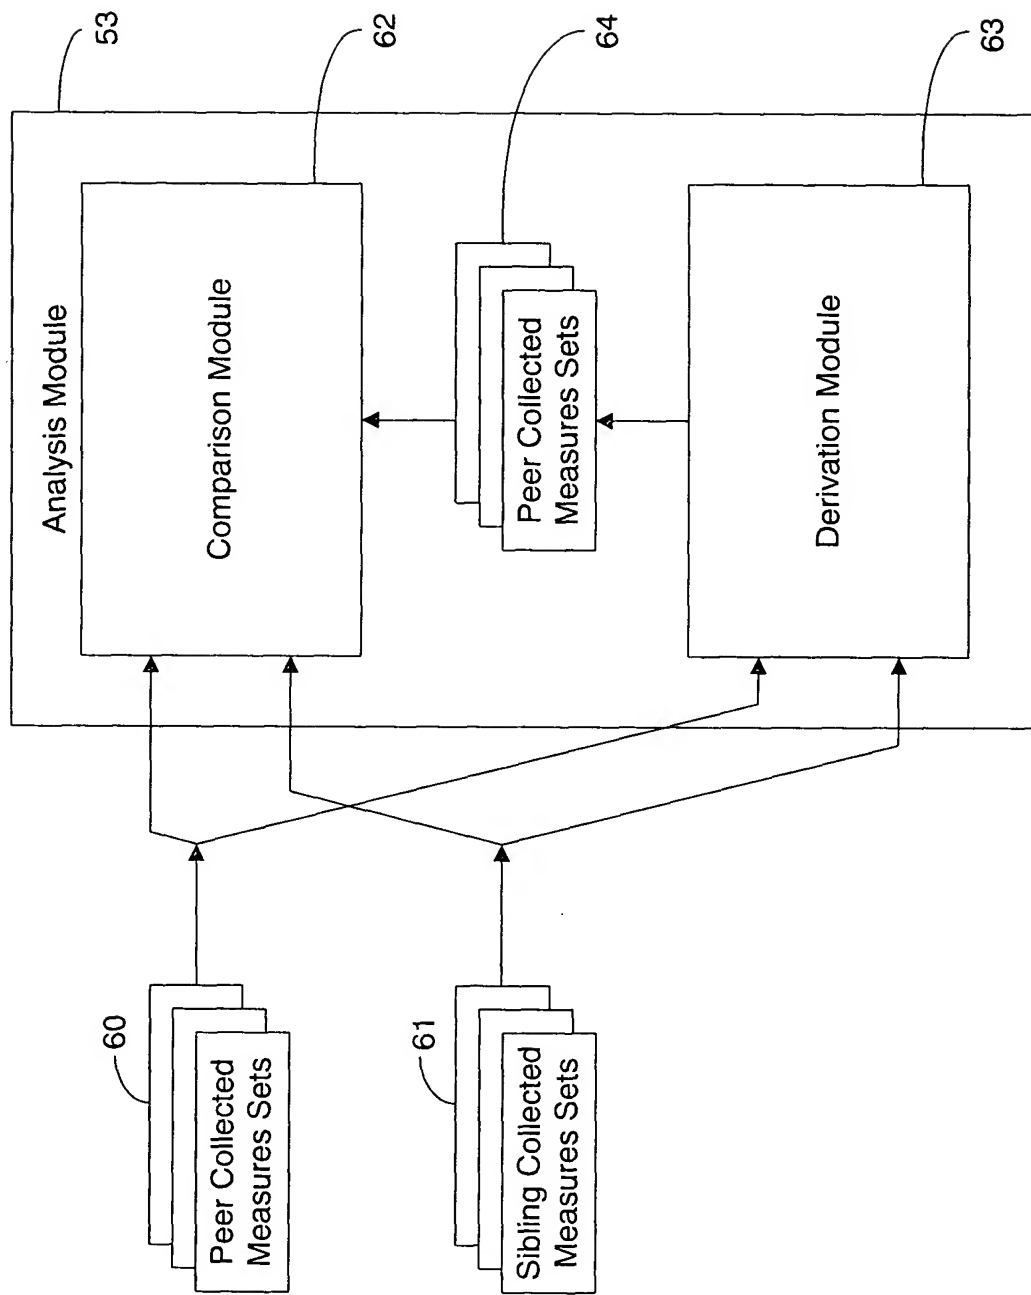 53
Analysis Module
62
Comparison Module
60
Peer Collected
Measures Sets
64
Peer Collected
Measures Sets
61
Sibling Collected
Measures Sets
63
Derivation Module